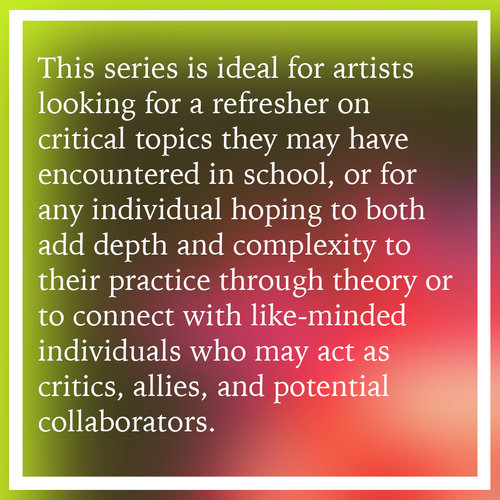 This series is ideal for artists
looking for a refresher on
critical topics they may have
encountered in school, or for
any individual hoping to both
add depth and complexity to
their practice through theory or
to connect with like-minded
individuals who may act as
critics, allies, and potential
collaborators.